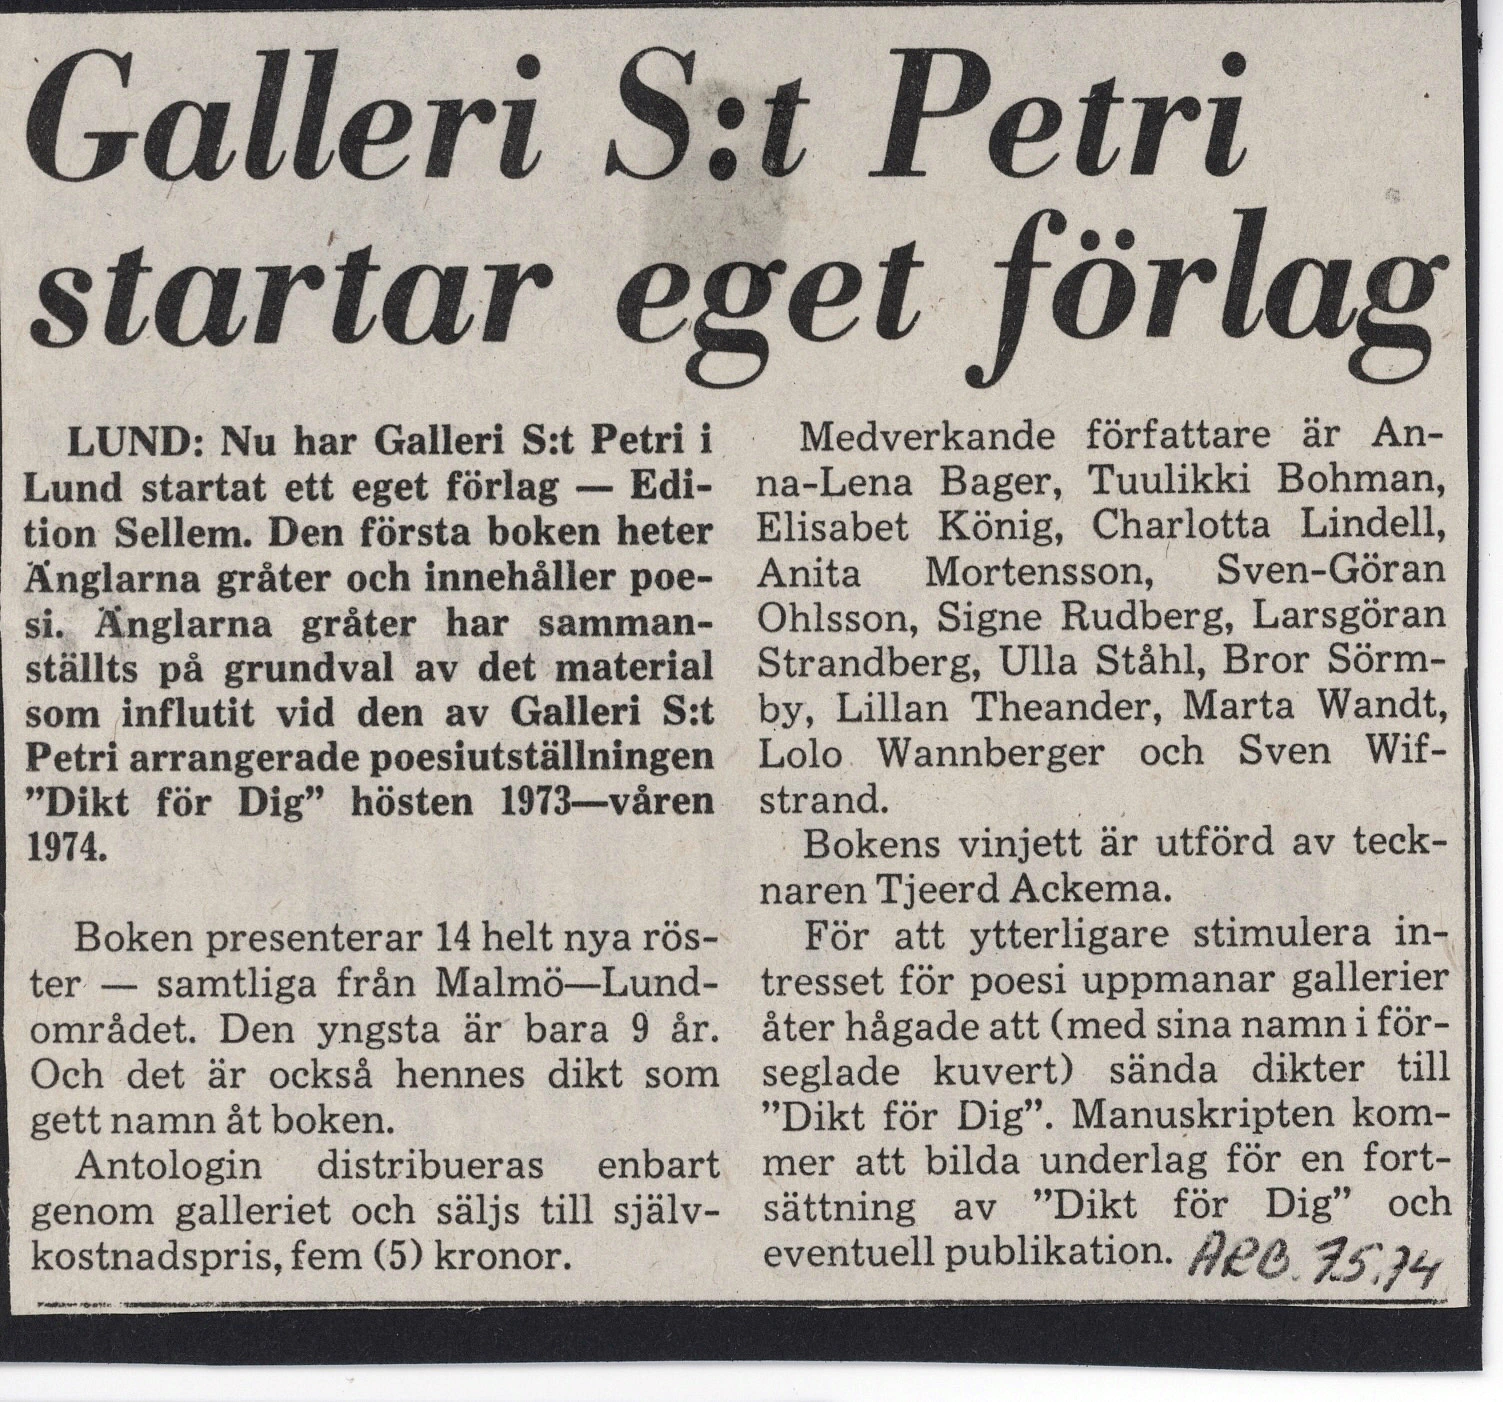 Galleri S:t Petri
startar eget förlag
LUND: Nu har Galleri S:t Petri i
Lund startat ett eget förlag — Edi-
tion Sellem. Den första boken heter
Änglarna gråter och innehåller poe-
si. Änglarna gråter har samman-
ställts på grundval av det material
som influtit vid den av Galleri S:t
Petri arrangerade poesiutställningen
”Dikt för Dig” hösten 1973—våren
1974.
Boken presenterar 14 helt nya rös-
ter — samtliga från Malmö—Lund-
området. Den yngsta är bara 9 år.
Och det är också hennes dikt som
gett namn åt boken.
Antologin distribueras enbart
genom galleriet och säljs till själv-
kostnadspris, fem (5) kronor.
Medverkande författare är An-
na-Lena Bager, Tuulikki Bohman,
Elisabet König, Charlotta Lindell,
Anita Mortensson, Sven-Göran
Ohlsson, Signe Rudberg, Larsgöran
Strandberg, Ulla Ståhl, Bror Sörm-
by, Lillan Theander, Marta Wandt,
Lolo Wannberger och Sven Wif-
strand.
Bokens vinjett är utförd av teck-
naren Tjeerd Ackema.
För att ytterligare stimulera in-
tresset för poesi uppmanar gallerier
åter hågade att (med sina namn i för-
seglade kuvert) sända dikter till
”Dikt för Dig”. Manuskripten kom-
mer att bilda underlag för en fort-
sättning av ”Dikt för Dig” och
eventuell publikation.
ARB. 7.5.74